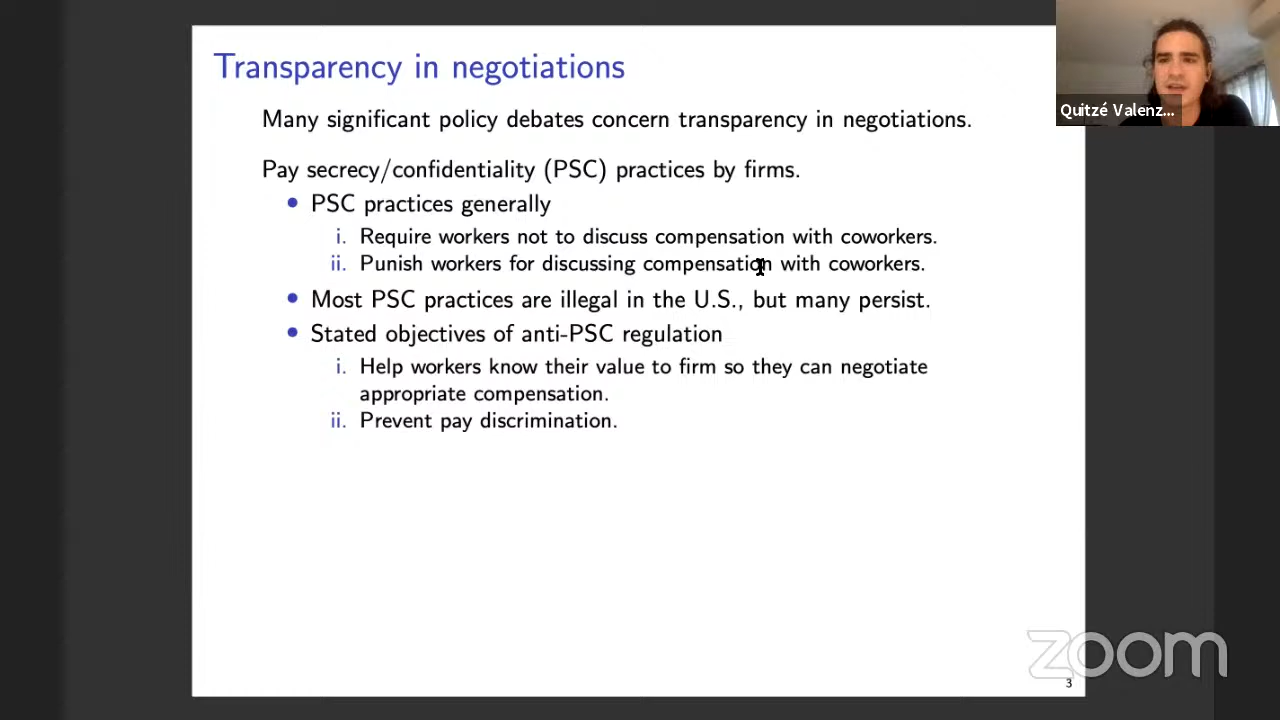 Transparency in negotiations
Many significant policy debates concern transparency in negotiations.
Pay secrecy/confidentiality (PSC) practices by firms.
• PSC practices generally
i. Require workers not to discuss compensation with coworkers.
ii. Punish workers for discussing compensation with coworkers.
• Most PSC practices are illegal in the U.S., but many persist.
• Stated objectives of anti-PSC regulation
i. Help workers know their value to firm so they can negotiate
appropriate compensation.
ii. Prevent pay discrimination.
3
Quitzé Valenz...
zoom